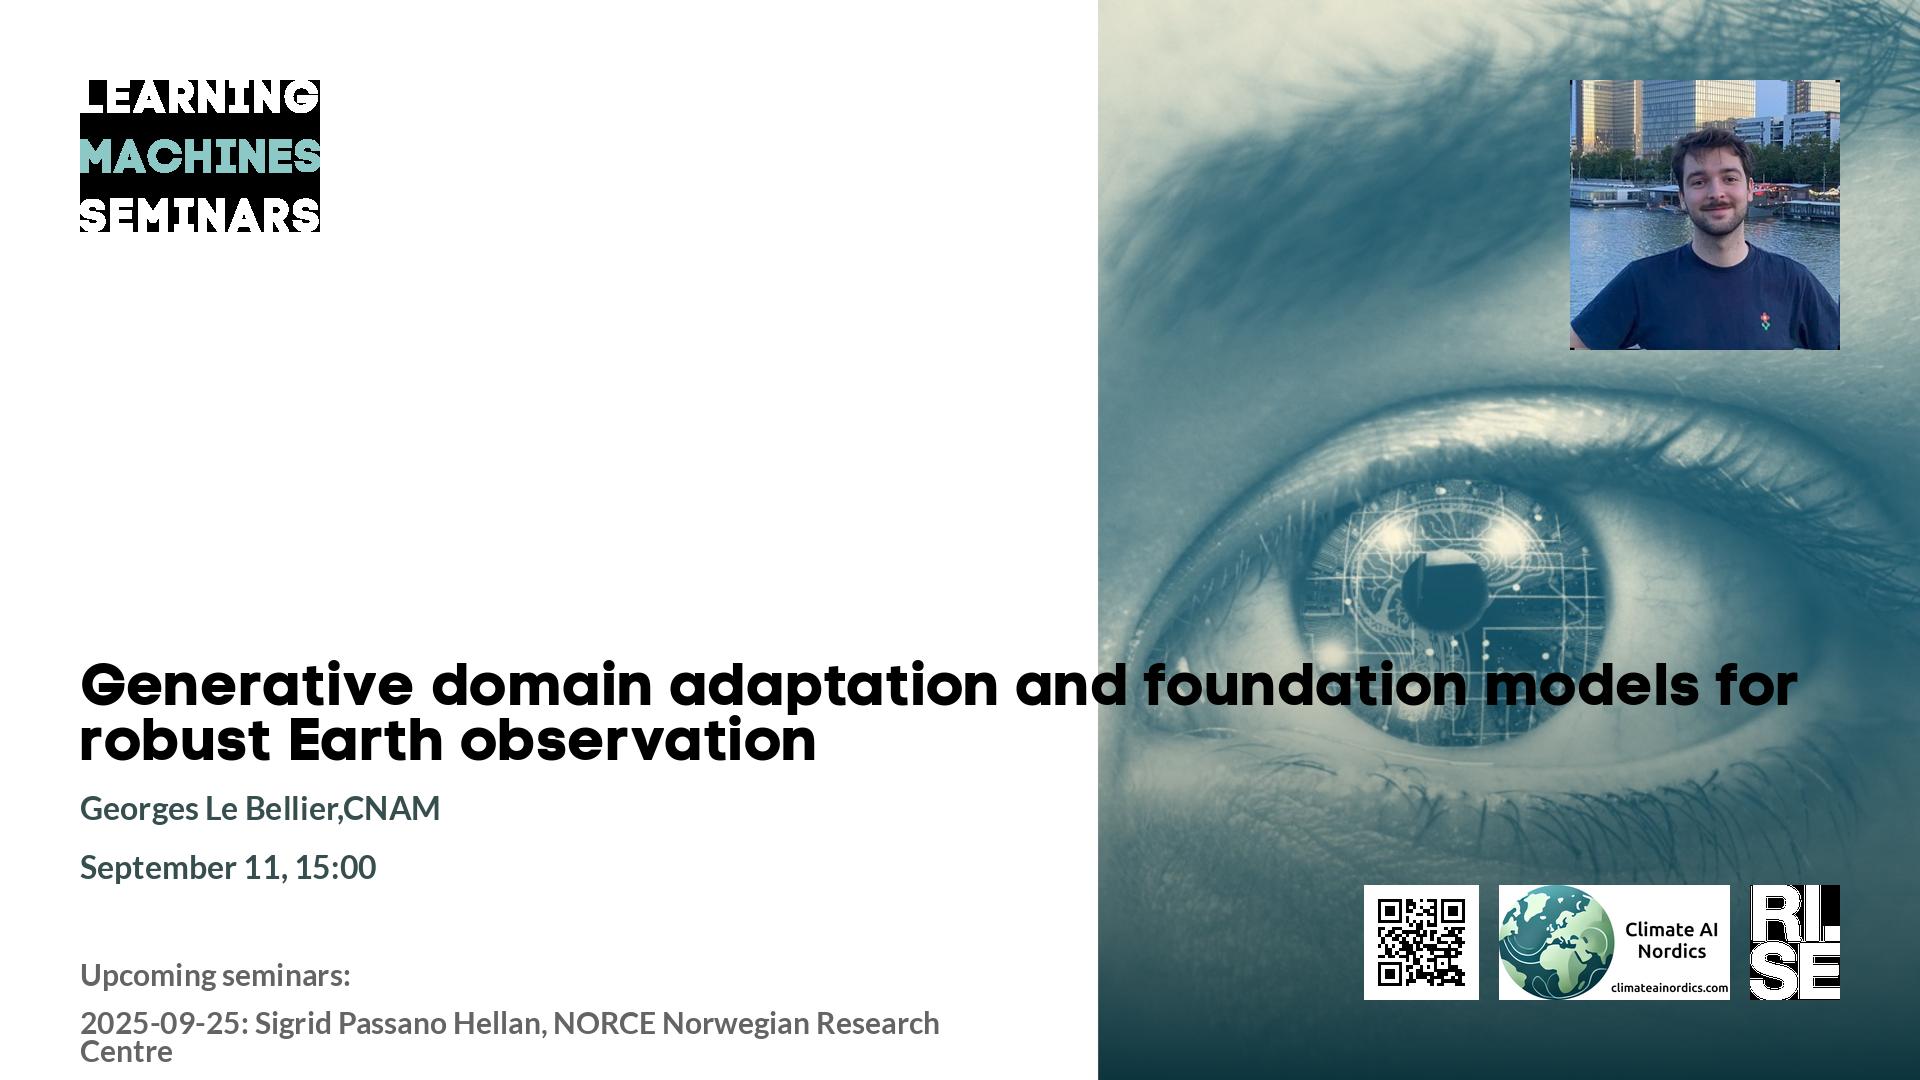 LEARNING
MACHINES
SEMINARS
Generative domain adaptation and foundation models for
robust Earth observation
Georges Le Bellier,CNAM
September 11, 15:00
Upcoming seminars:
2025-09-25: Sigrid Passano Hellan, NORCE Norwegian Research
Centre
Climate AI
Nordics
climateainordics.com
RI.
SE